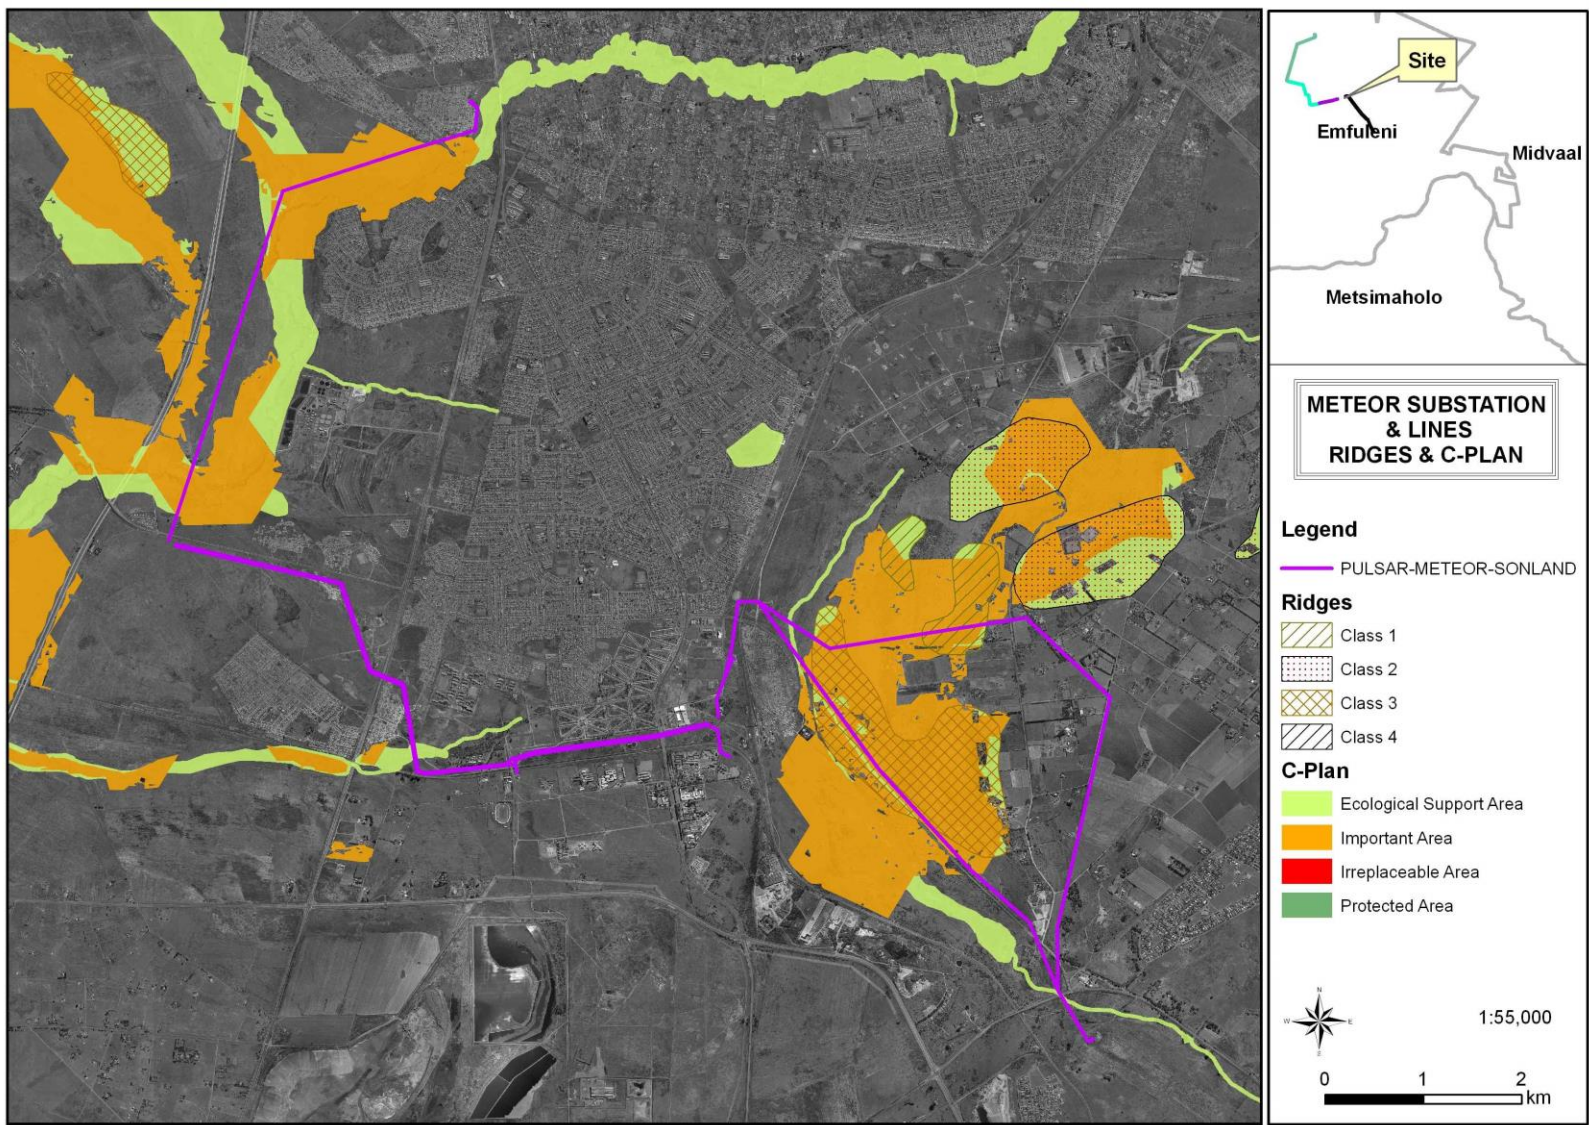 Site
Emfuleni
Midvaal
Metsimaholo
METEOR SUBSTATION
& LINES
RIDGES & C-PLAN
Legend
PULSAR-METEOR-SONLAND
Ridges
Class 1
Class 2
Class 3
Class 4
C-Plan
Ecological Support Area
Important Area
Irreplaceable Area
Protected Area
N
W E
S
1:55,000
0 1 2
km